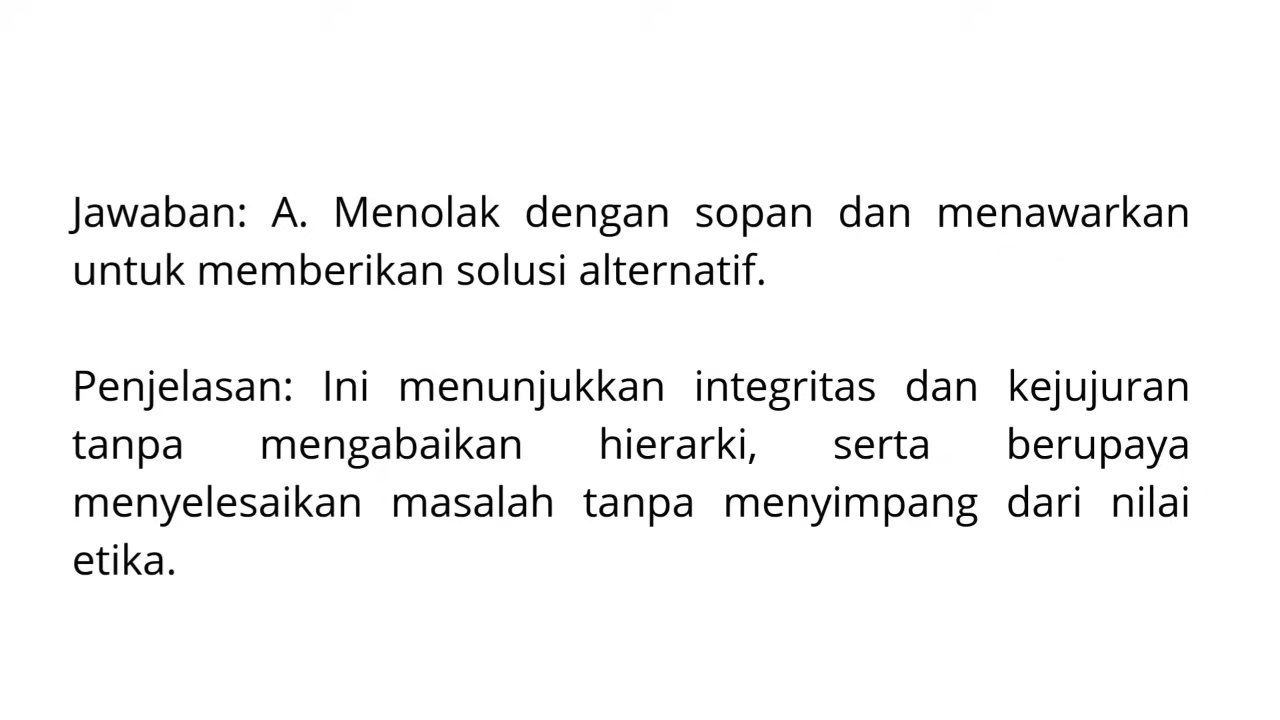 Jawaban: A. Menolak dengan sopan dan menawarkan
untuk memberikan solusi alternatif.
Penjelasan: Ini menunjukkan integritas dan kejujuran
tanpa mengabaikan hierarki, serta berupaya
menyelesaikan masalah tanpa menyimpang dari nilai
etika.